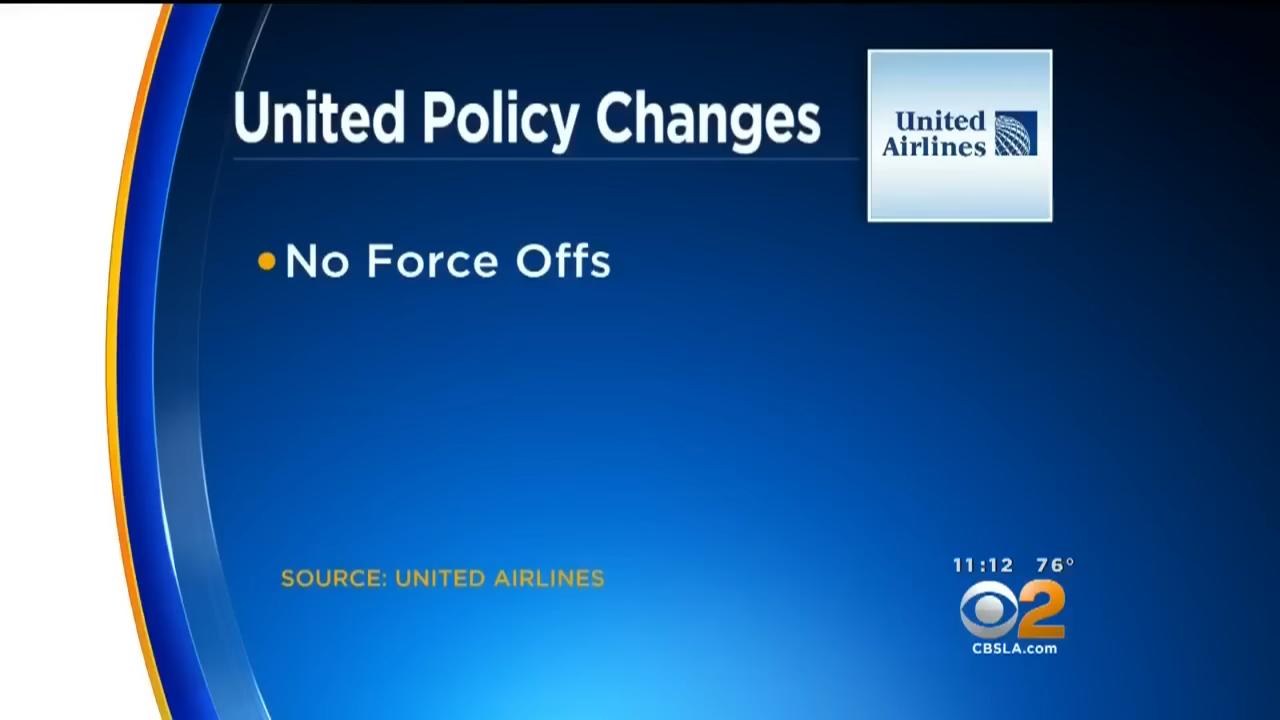 United Policy Changes
United
Airlines
• No Force Offs
SOURCE: UNITED AIRLINES
11:12 76°
2
CBSLA.com